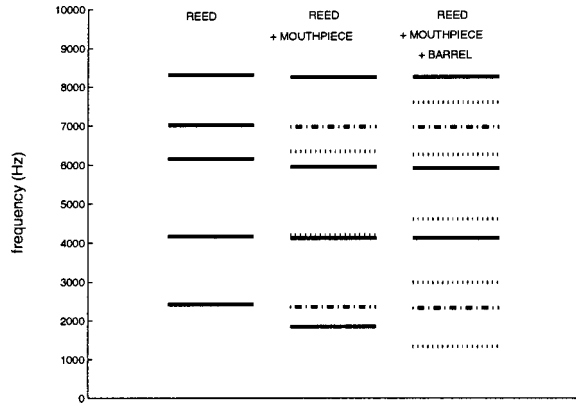 REED
REED
+ MOUTHPIECE
REED
+ MOUTHPIECE
+ BARREL
10000
9000
8000
7000
6000
5000
4000
3000
2000
1000
0
frequency (Hz)